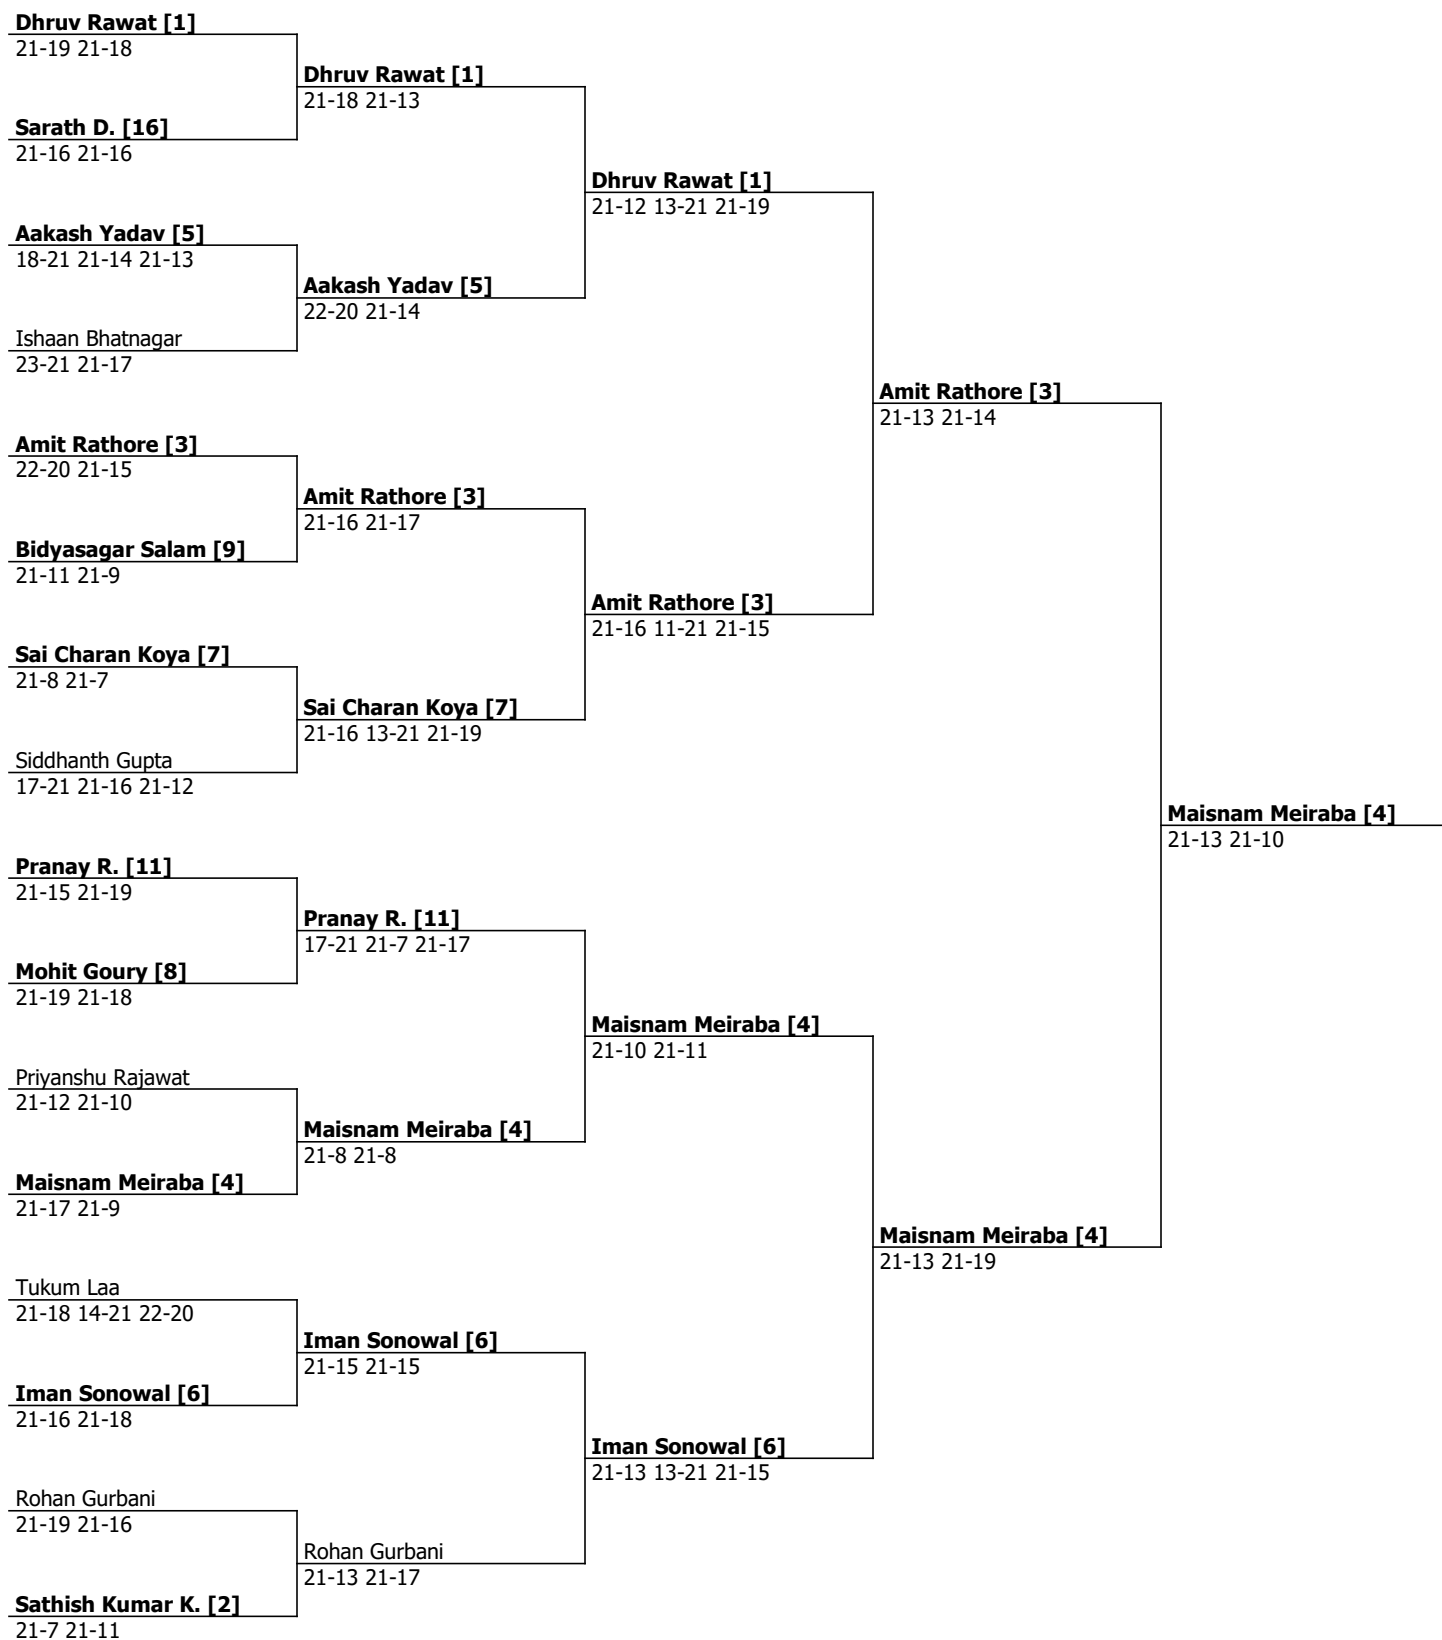 Dhruv Rawat [1]
21-19 21-18
Dhruv Rawat [1]
21-18 21-13
Sarath D. [16]
21-16 21-16
Dhruv Rawat [1]
21-12 13-21 21-19
Aakash Yadav [5]
18-21 21-14 21-13
Aakash Yadav [5]
22-20 21-14
Ishaan Bhatnagar
23-21 21-17
Amit Rathore [3]
21-13 21-14
Amit Rathore [3]
22-20 21-15
Amit Rathore [3]
21-16 21-17
Bidyasagar Salam [9]
21-11 21-9
Amit Rathore [3]
21-16 11-21 21-15
Sai Charan Koya [7]
21-8 21-7
Sai Charan Koya [7]
21-16 13-21 21-19
Siddhanth Gupta
17-21 21-16 21-12
Maisnam Meiraba [4]
21-13 21-10
Pranay R. [11]
21-15 21-19
Pranay R. [11]
17-21 21-7 21-17
Mohit Goury [8]
21-19 21-18
Maisnam Meiraba [4]
21-10 21-11
Priyanshu Rajawat
21-12 21-10
Maisnam Meiraba [4]
21-8 21-8
Maisnam Meiraba [4]
21-17 21-9
Maisnam Meiraba [4]
21-13 21-19
Tukum Laa
21-18 14-21 22-20
Iman Sonowal [6]
21-15 21-15
Iman Sonowal [6]
21-16 21-18
Iman Sonowal [6]
21-13 13-21 21-15
Rohan Gurbani
21-19 21-16
Rohan Gurbani
21-13 21-17
Sathish Kumar K. [2]
21-7 21-11